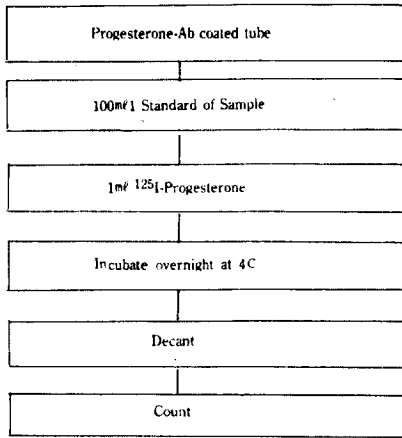 Progesterone-Ab coated tube
100mℓ1 Standard of Sample
1mℓ ¹²⁵I-Progesterone
Incubate overnight at 4C
Decant
Count